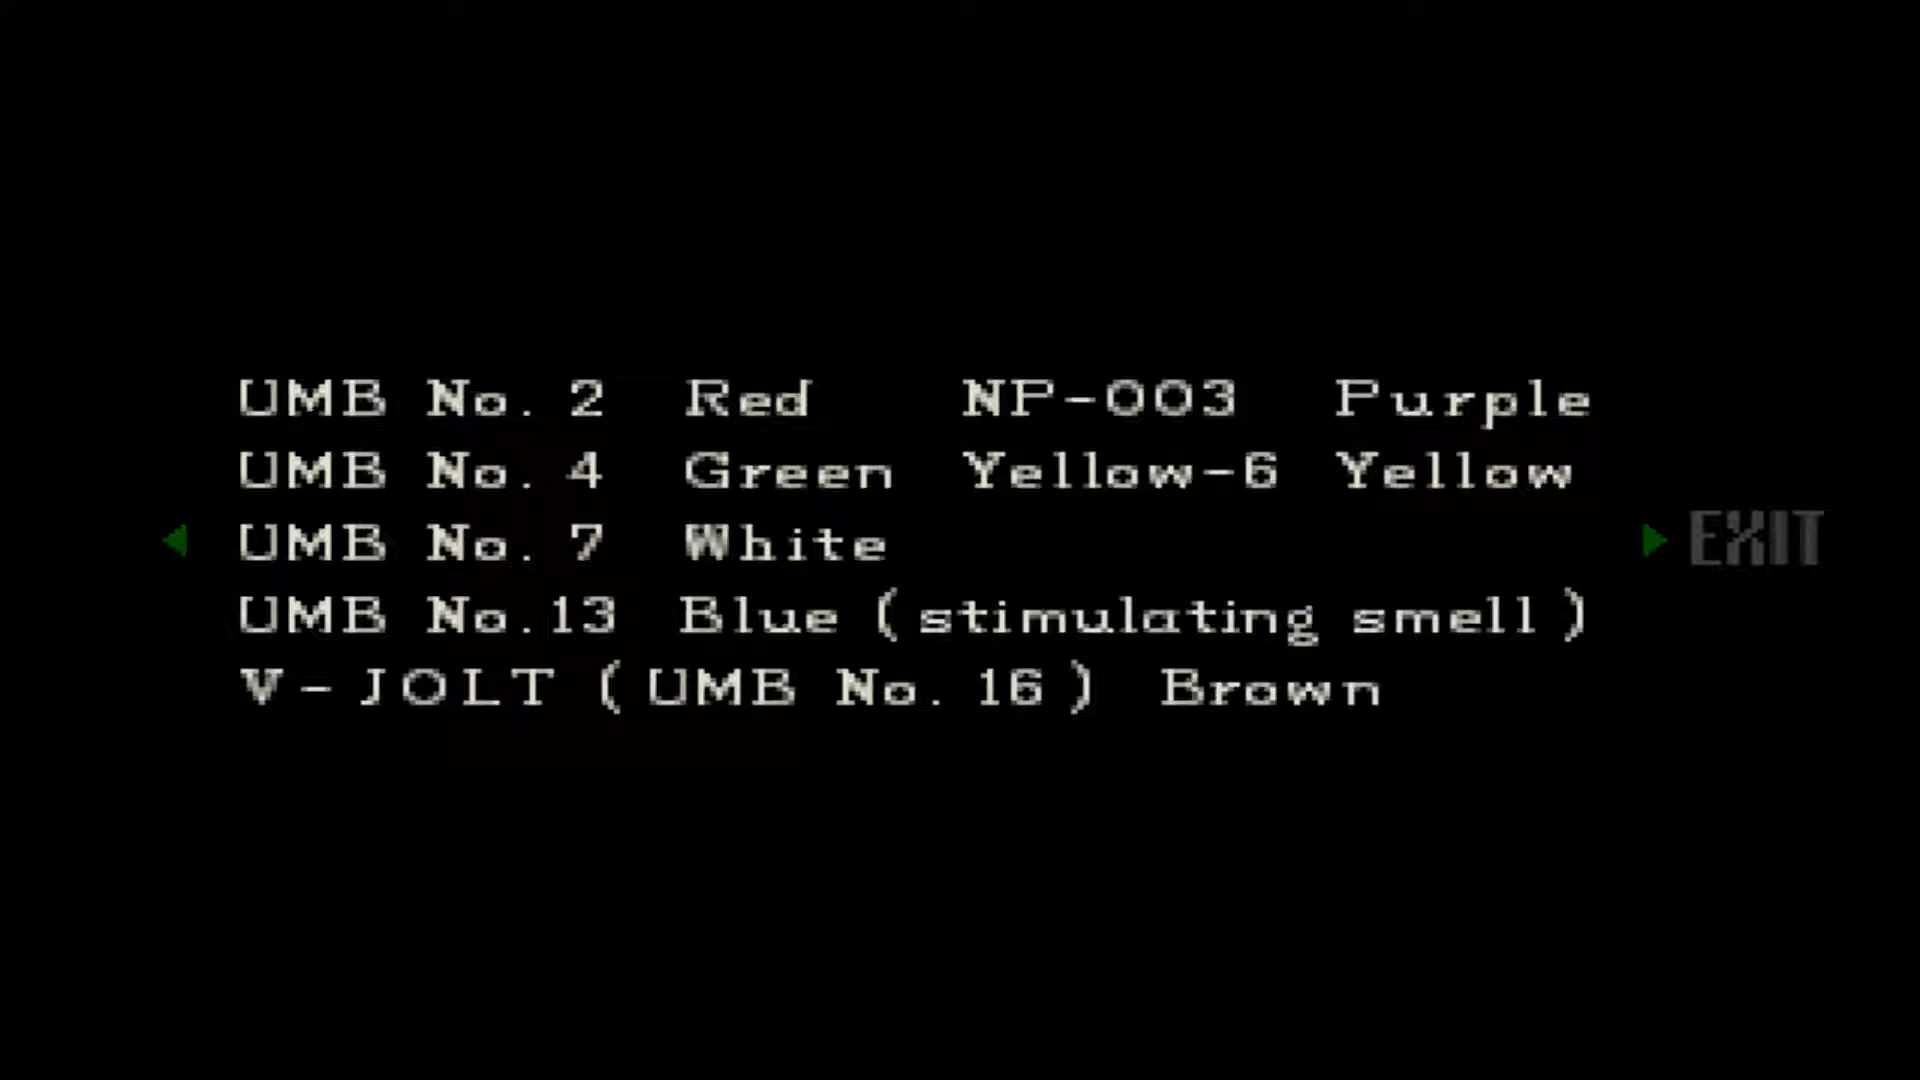 UMB No. 2 Red NP-003 Purple
UMB No. 4 Green Yellow-6 Yellow
UMB No. 7 White
EXIT
UMB No.13 Blue (stimulating smell)
V-JOLT (UMB No. 16) Brown